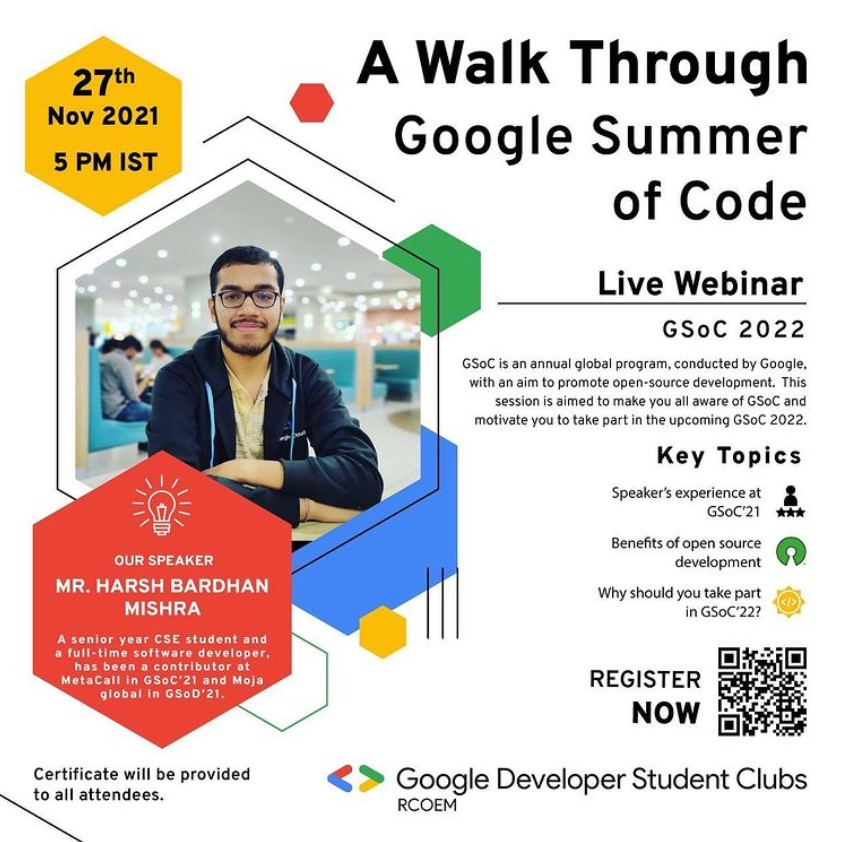 27th
Nov 2021
5 PM IST
A Walk Through
Google Summer
of Code
Live Webinar
GSoC 2022
GSoC is an annual global program, conducted by Google,
with an aim to promote open-source development. This
session is aimed to make you all aware of GSoC and
motivate you to take part in the upcoming GSoC 2022.
Key Topics
Speaker's experience at
GSoC'21
Benefits of open source
development
Why should you take part
in GSoC'22?
OUR SPEAKER
MR. HARSH BARDHAN
MISHRA
A senior year CSE student and
a full-time software developer,
has been a contributor at
MetaCall in GSoC'21 and Moja
global in GSoD'21.
REGISTER
NOW
Certificate will be provided
to all attendees.
Google Developer Student Clubs
RCOEM